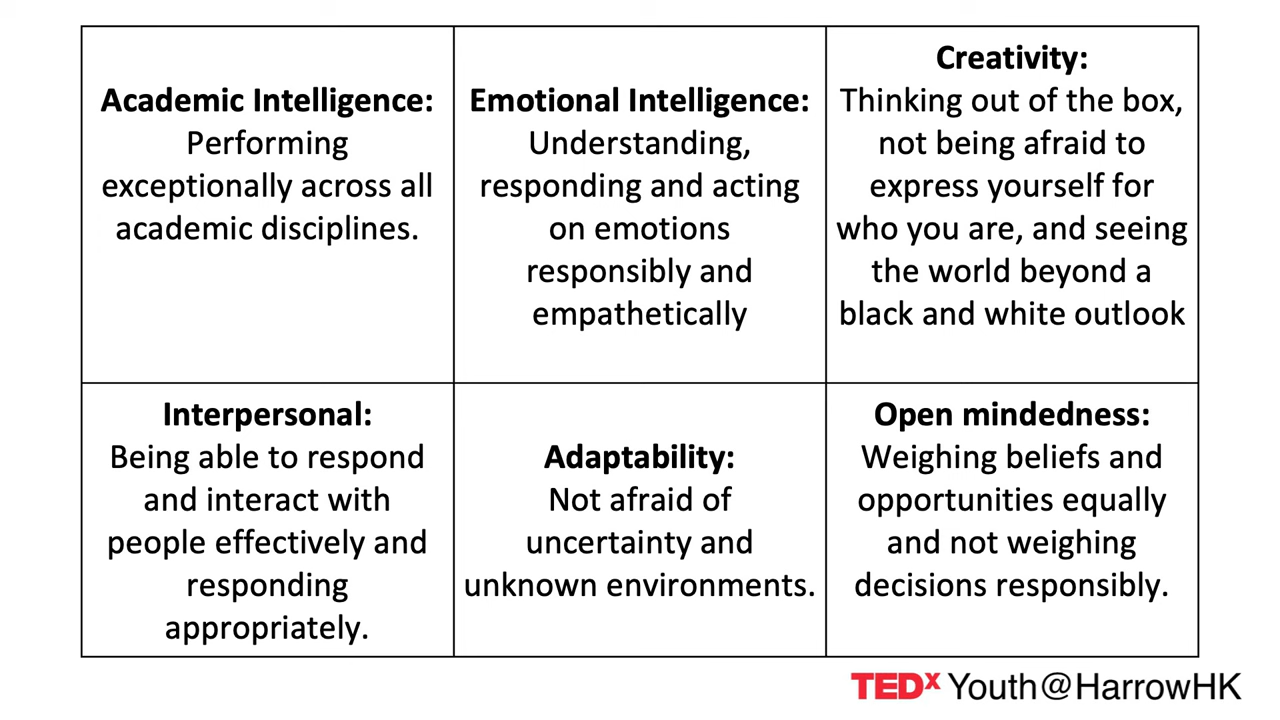 Academic Intelligence:
Performing
exceptionally across all
academic disciplines.
Emotional Intelligence:
Understanding,
responding and acting
on emotions
responsibly and
empathetically
Creativity:
Thinking out of the box,
not being afraid to
express yourself for
who you are, and seeing
the world beyond a
black and white outlook
Interpersonal:
Being able to respond
and interact with
people effectively and
responding
appropriately.
Adaptability:
Not afraid of
uncertainty and
unknown environments.
Open mindedness:
Weighing beliefs and
opportunities equally
and not weighing
decisions responsibly.
TEDx Youth@HarrowHK